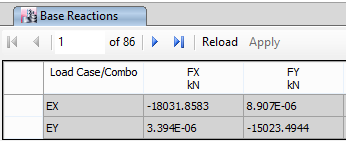 Base Reactions
1 of 86 Reload Apply
Load Case/Combo FX kN FY kN
EX -18031.8583 8.907E-06
EY 3.394E-06 -15023.4944